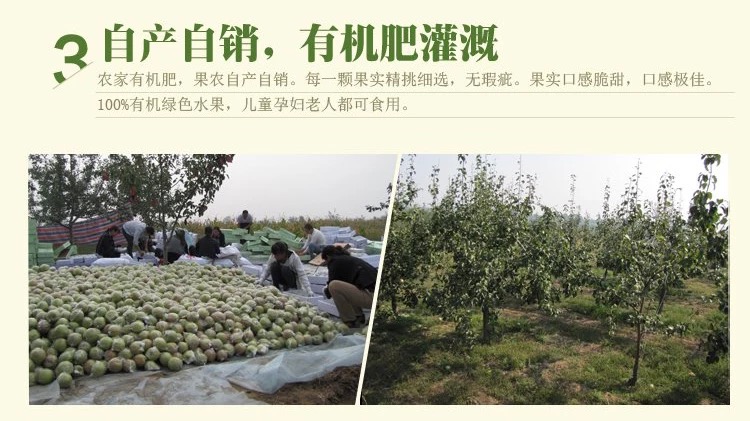 3 自产自销，有机肥灌溉
农家有机肥，果农自产自销。每一颗果实精挑细选，无瑕疵。果实口感脆甜，口感极佳。
100%有机绿色水果，儿童孕妇老人都可食用。